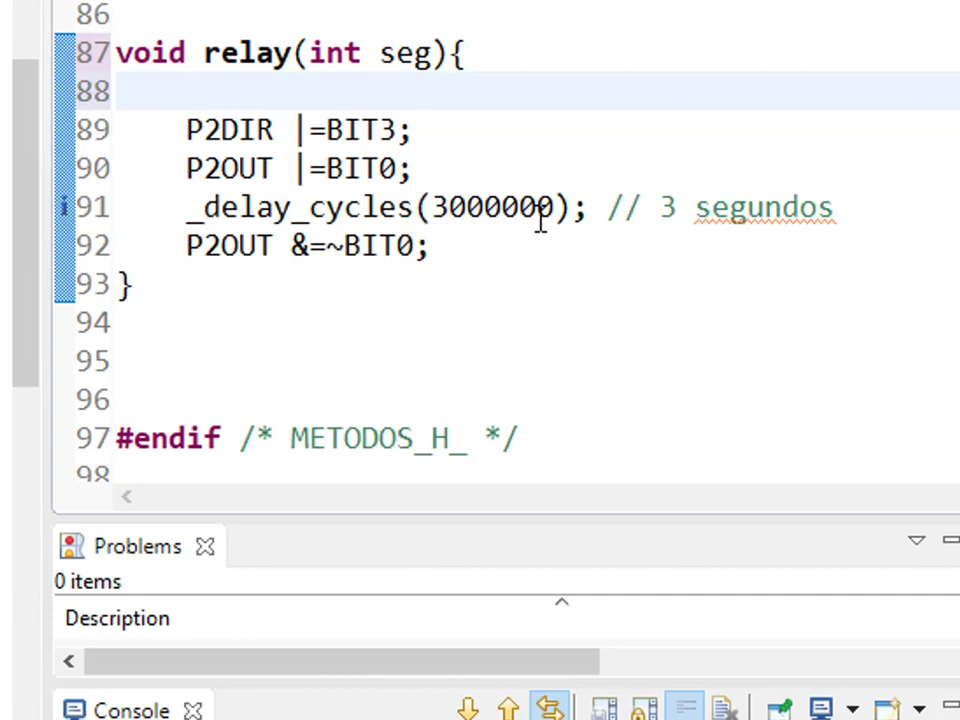 86
87 void relay(int seg){
88
89 P2DIR |=BIT3;
90 P2OUT |=BIT0;
91 _delay_cycles(3000000); // 3 segundos
92 P2OUT &=~BIT0;
93 }
94
95
96
97 #endif /* METODOS_H_ */
98
Problems
0 items
Description
Console